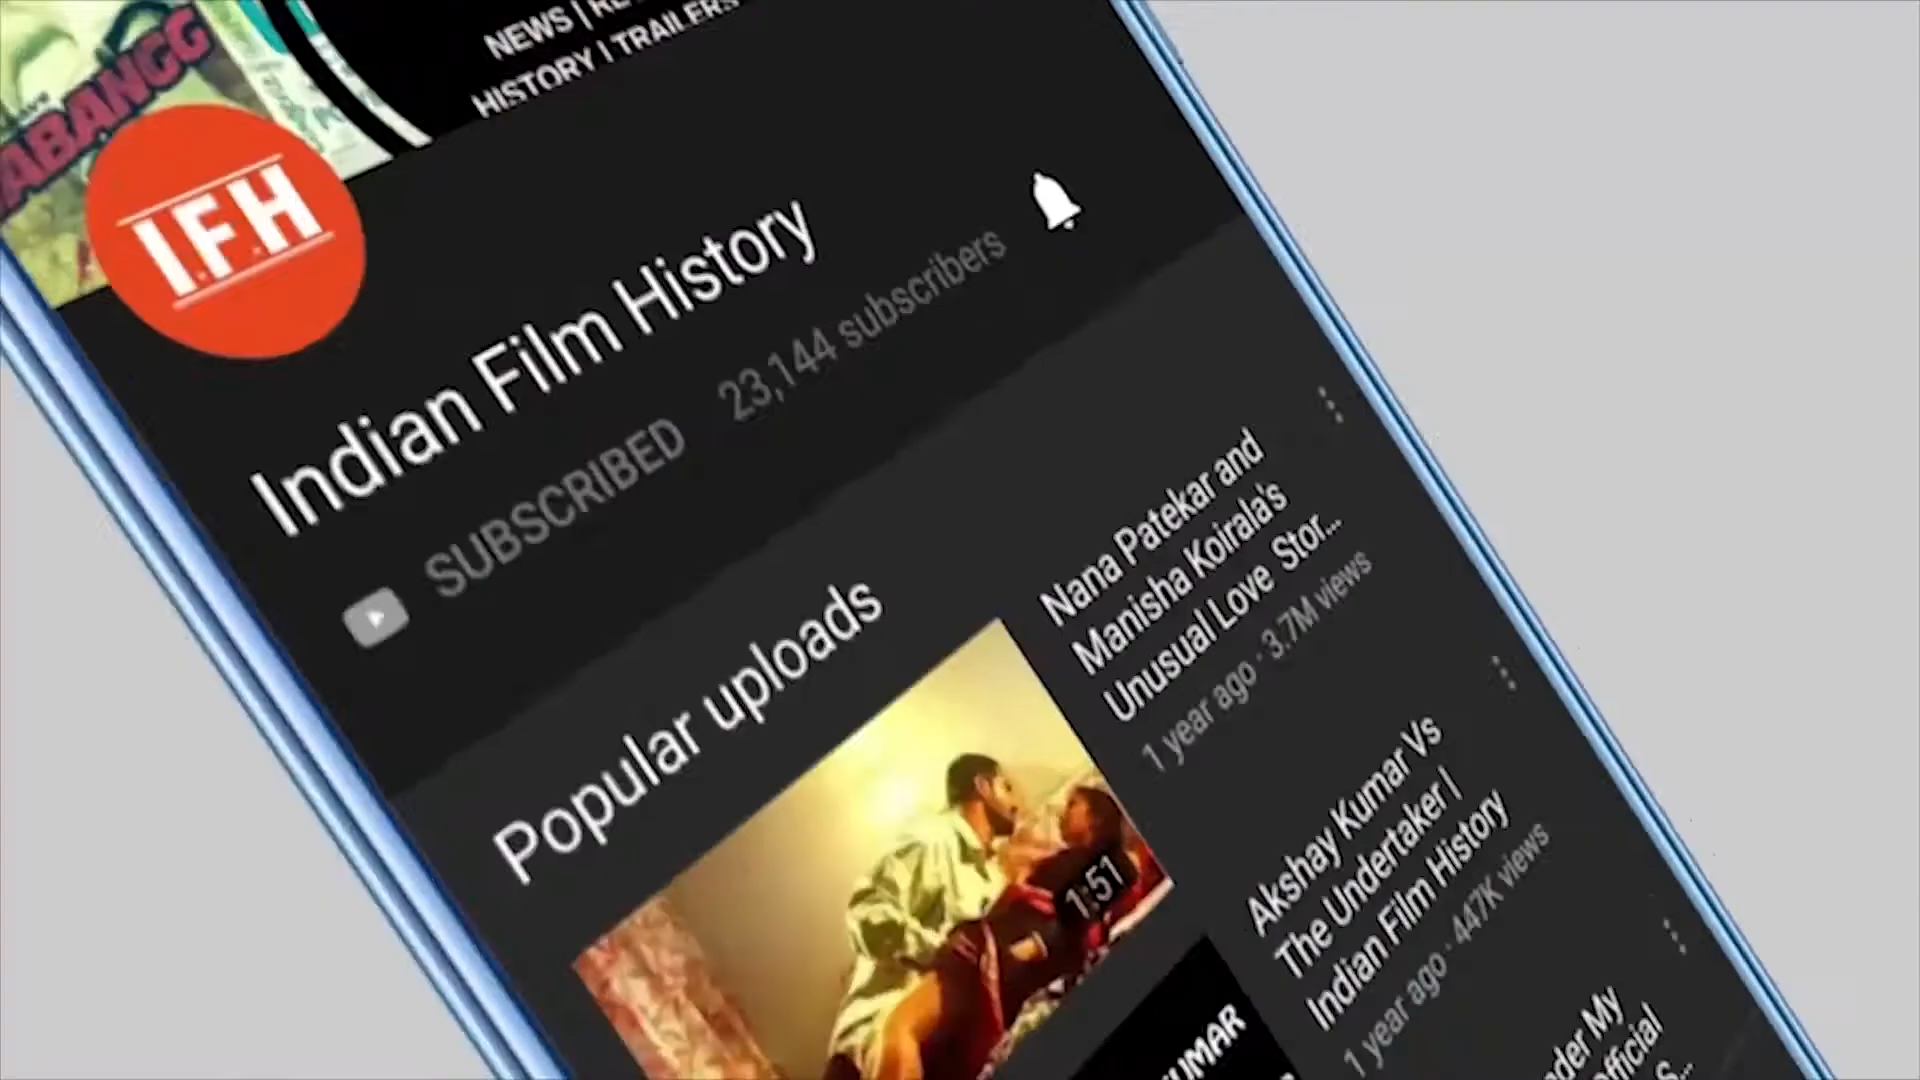 NEWS |
HISTORY | TRAILERS
ABANGG
I.F.H
Indian Film History
SUBSCRIBED 23,144 subscribers
Popular uploads
1:51
Nana Patekar and
Manisha Koirala's
Unusual Love Stor...
1 year ago · 3.7M views
Akshay Kumar Vs
The Undertaker |
Indian Film History
1 year ago · 447K views
UMAR
der My
official
S...